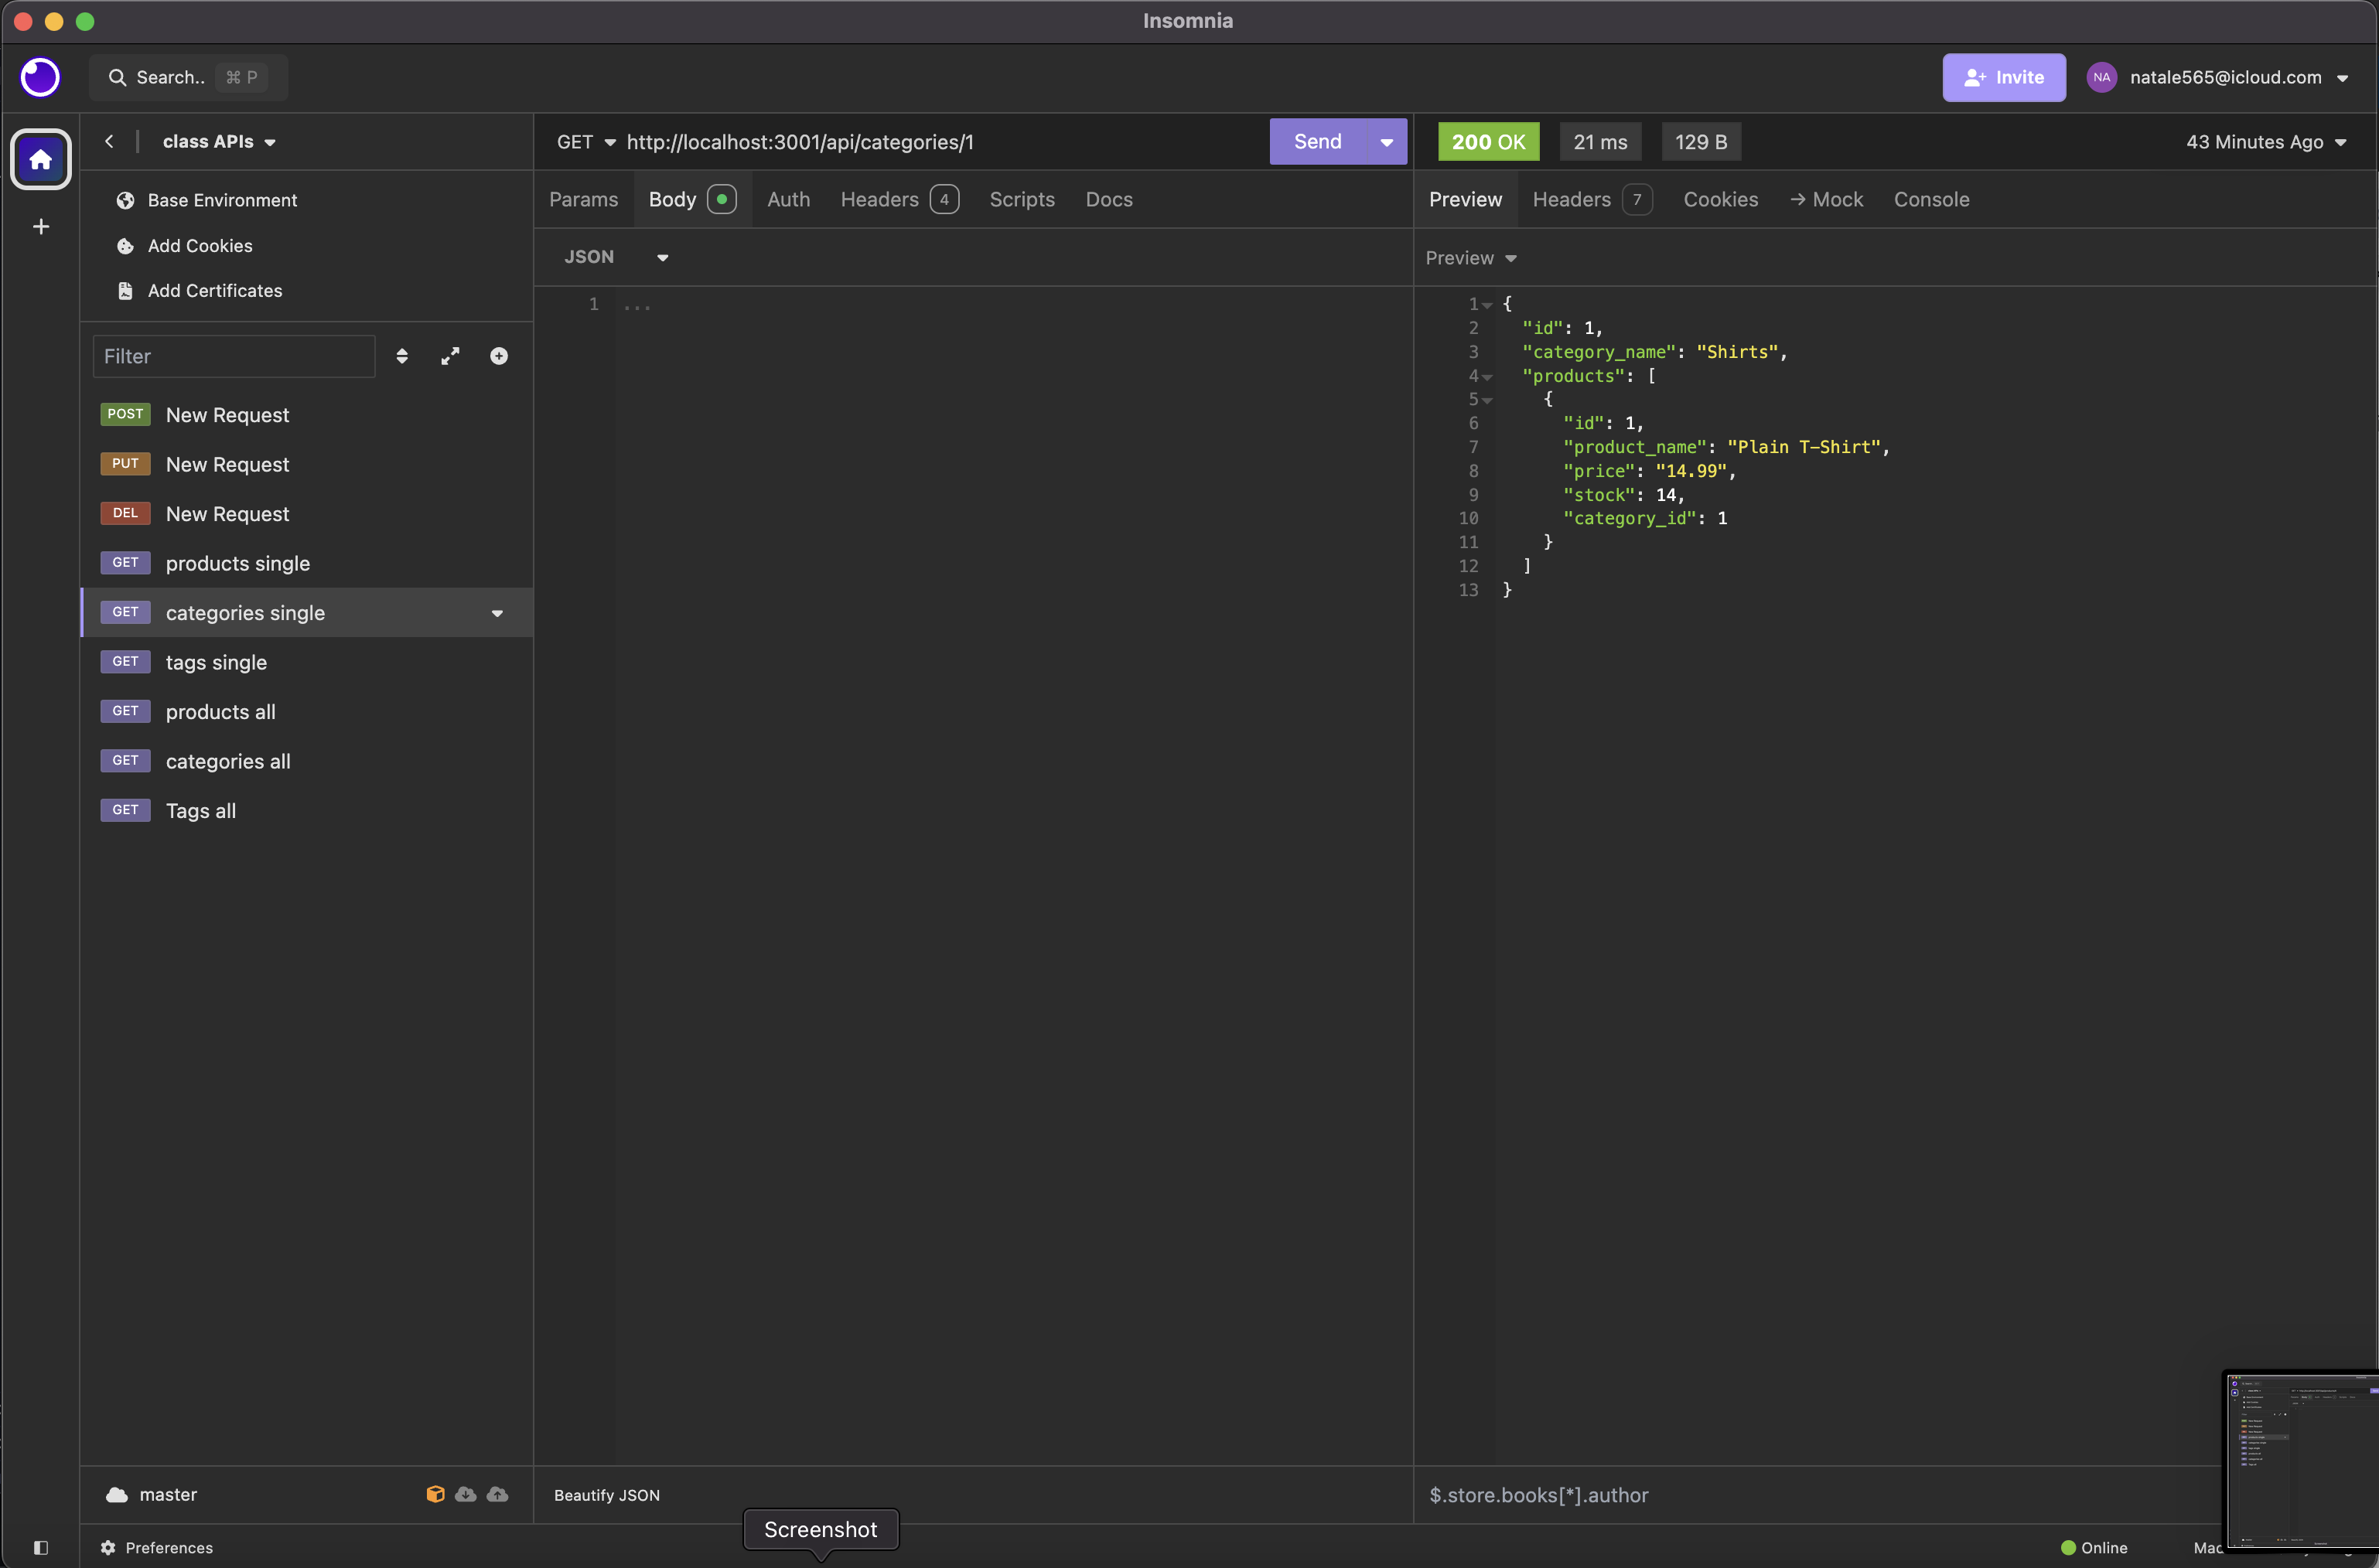 Insomnia
Search.. ⌘ P
Invite
NA
natale565@icloud.com
class APIs
GET http://localhost:3001/api/categories/1
Send
200 OK
21 ms
129 B
43 Minutes Ago
Base Environment
Add Cookies
Add Certificates
Params
Body
Auth
Headers 4
Scripts
Docs
Preview
Headers 7
Cookies
→ Mock
Console
JSON
Preview
Filter
POST New Request
PUT New Request
DEL New Request
GET products single
GET categories single
GET tags single
GET products all
GET categories all
GET Tags all
1 ...
1 {
2 "id": 1,
3 "category_name": "Shirts",
4 "products": [
5 {
6 "id": 1,
7 "product_name": "Plain T-Shirt",
8 "price": "14.99",
9 "stock": 14,
10 "category_id": 1
11 }
12 ]
13 }
master
Beautify JSON
$.store.books[*].author
Screenshot
Preferences
Online